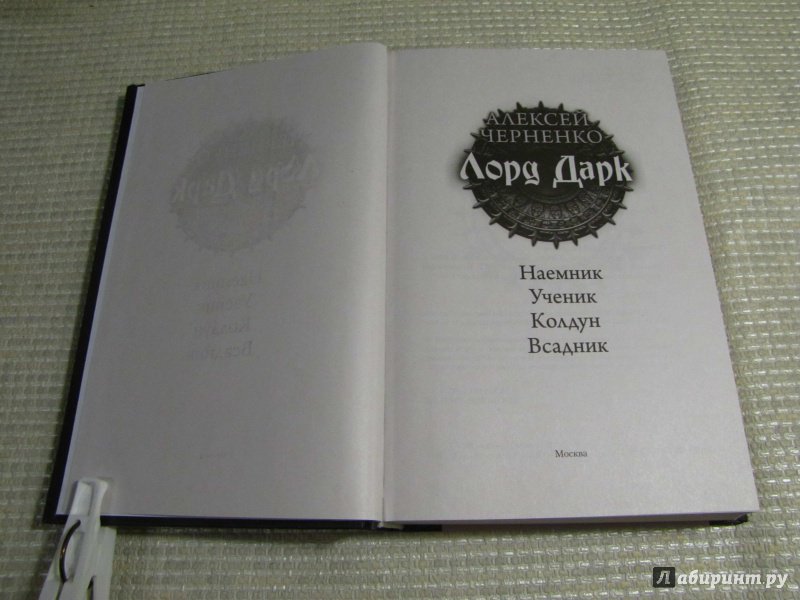 АЛЕКСЕЙ
ЧЕРНЕНКО
Лорд Дарк
Наемник
Ученик
Колдун
Всадник
Москва
Лабиринт.ру